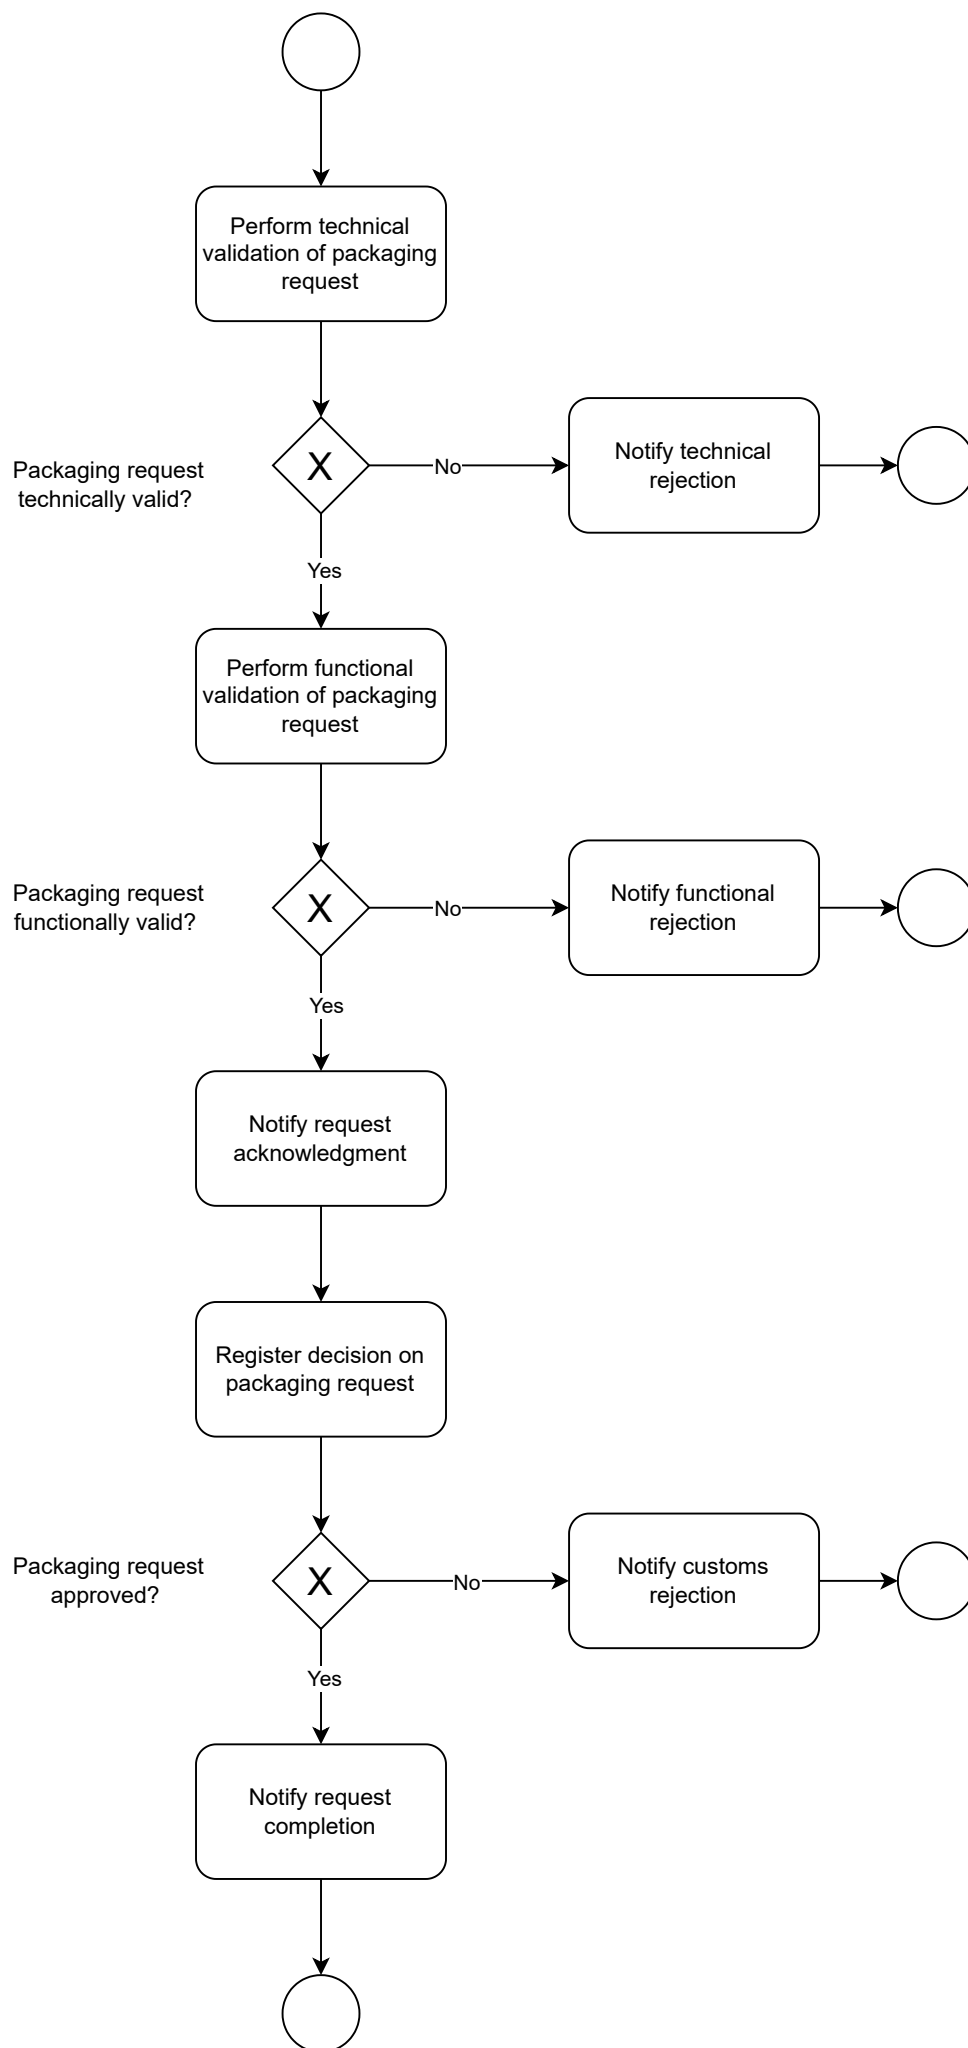 Perform technical
validation of packaging
request
Packaging request
technically valid?
X
No
Notify technical
rejection
Yes
Perform functional
validation of packaging
request
Packaging request
functionally valid?
X
No
Notify functional
rejection
Yes
Notify request
acknowledgment
Register decision on
packaging request
Packaging request
approved?
X
No
Notify customs
rejection
Yes
Notify request
completion